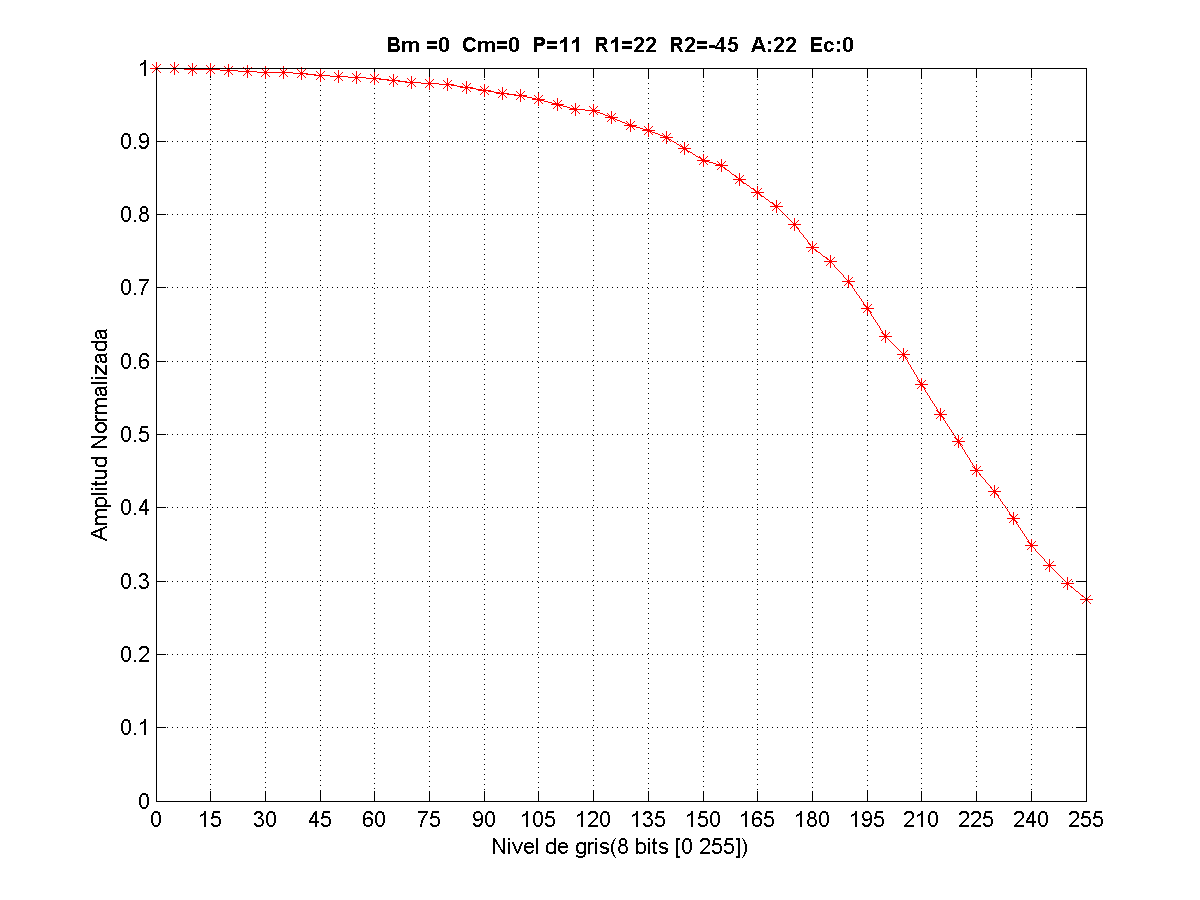 Bm =0 Cm=0 P=11 R1=22 R2=-45 A:22 Ec:0
1
0.9
0.8
0.7
0.6
0.5
0.4
0.3
0.2
0.1
0
Amplitud Normalizada
0 15 30 45 60 75 90 105 120 135 150 165 180 195 210 225 240 255
Nivel de gris(8 bits [0 255])